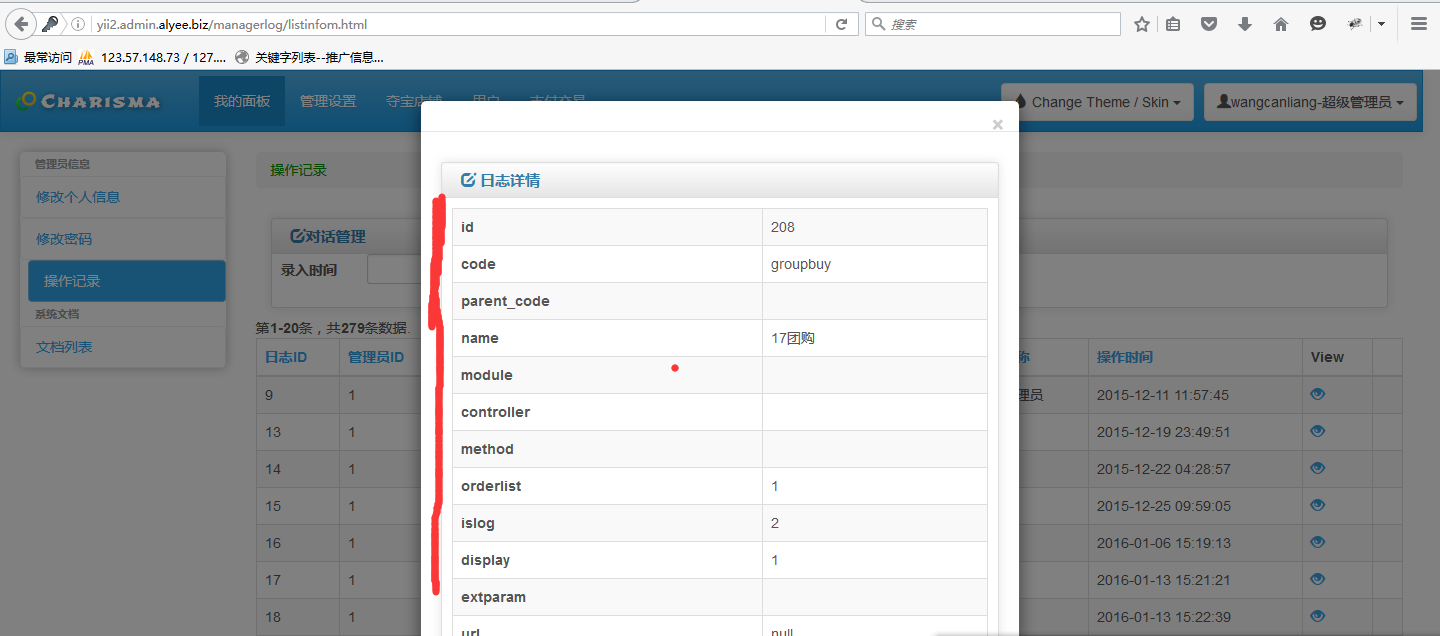 yii2.admin.alyee.biz/managerlog/listinfom.html
搜索
最常访问
PMA
123.57.148.73 / 127....
关键字列表--推广信息...
CHARISMA
我的面板
管理设置
夺宝店铺
用户
支付交易
Change Theme / Skin
wangcanliang-超级管理员
×
管理员信息
修改个人信息
修改密码
操作记录
系统文档
文档列表
操作记录
对话管理
录入时间
第1-20条，共279条数据.
日志ID 管理员ID 操作时间 View
9 1 理员 2015-12-11 11:57:45
13 1 2015-12-19 23:49:51
14 1 2015-12-22 04:28:57
15 1 2015-12-25 09:59:05
16 1 2016-01-06 15:19:13
17 1 2016-01-13 15:21:21
18 1 2016-01-13 15:22:39
日志详情
id 208
code groupbuy
parent_code
name 17团购
module
controller
method
orderlist 1
islog 2
display 1
extparam
url null